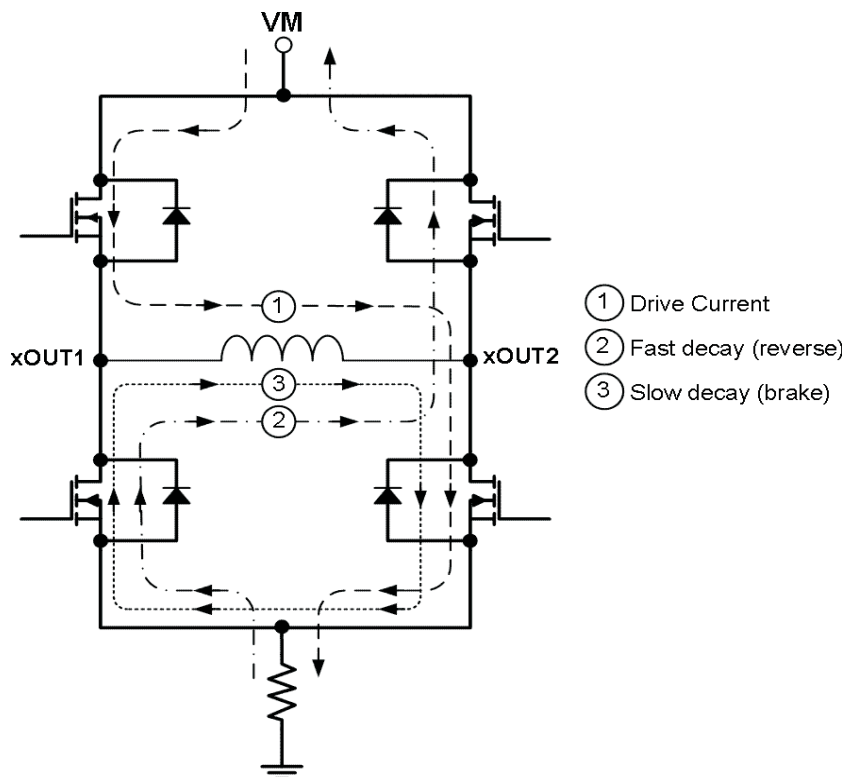 VM
1
xOUT1
xOUT2
3
2
1 Drive Current
2 Fast decay (reverse)
3 Slow decay (brake)